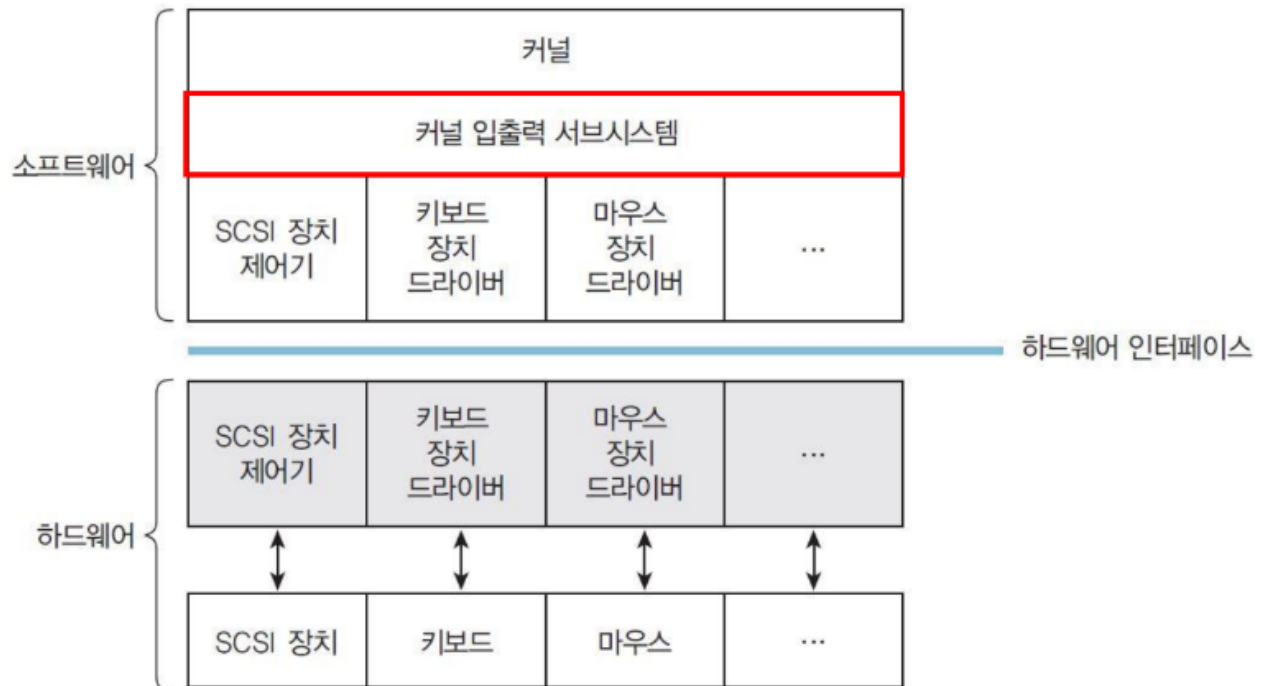 커널
커널 입출력 서브시스템
소프트웨어
SCSI 장치
제어기
키보드
장치
드라이버
마우스
장치
드라이버
...
하드웨어 인터페이스
SCSI 장치
제어기
키보드
장치
드라이버
마우스
장치
드라이버
...
하드웨어
SCSI 장치
키보드
마우스
...